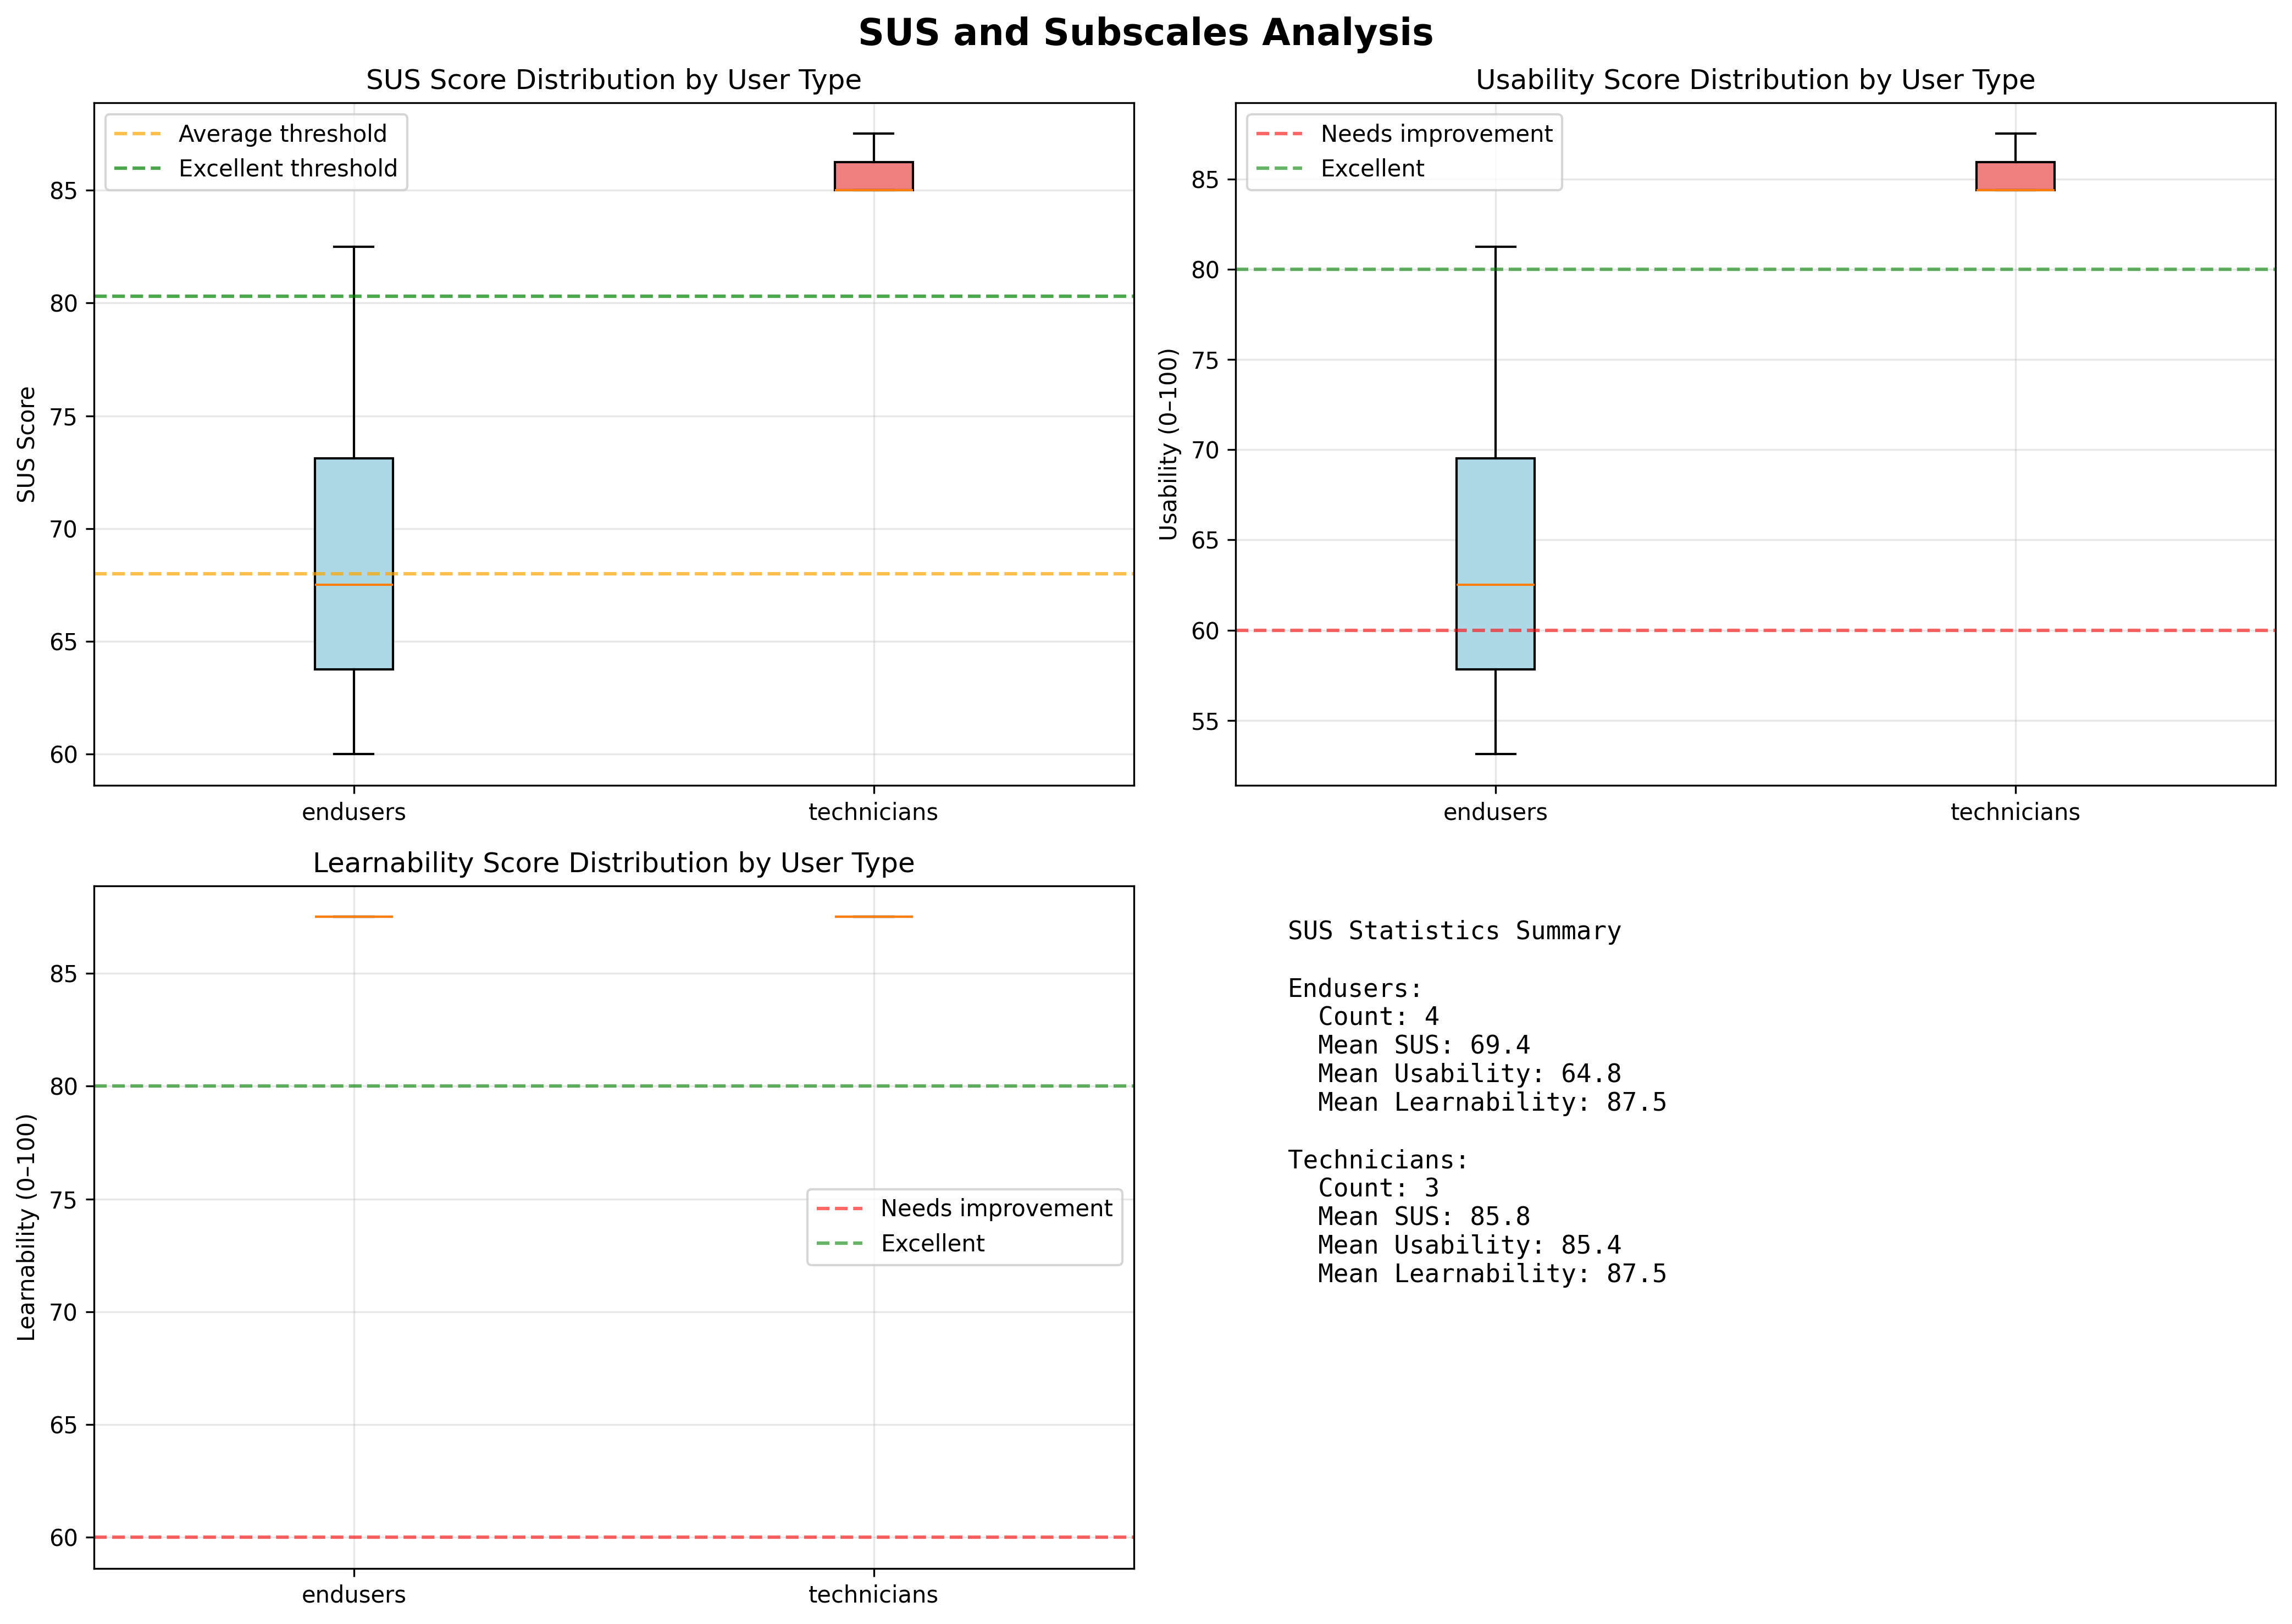 SUS and Subscales Analysis
SUS Score Distribution by User Type
Average threshold
Excellent threshold
SUS Score
85
80
75
70
65
60
endusers
technicians
Usability Score Distribution by User Type
Needs improvement
Excellent
Usability (0–100)
85
80
75
70
65
60
55
endusers
technicians
Learnability Score Distribution by User Type
Learnability (0–100)
85
80
75
70
65
60
Needs improvement
Excellent
endusers
technicians
SUS Statistics Summary
Endusers:
Count: 4
Mean SUS: 69.4
Mean Usability: 64.8
Mean Learnability: 87.5
Technicians:
Count: 3
Mean SUS: 85.8
Mean Usability: 85.4
Mean Learnability: 87.5